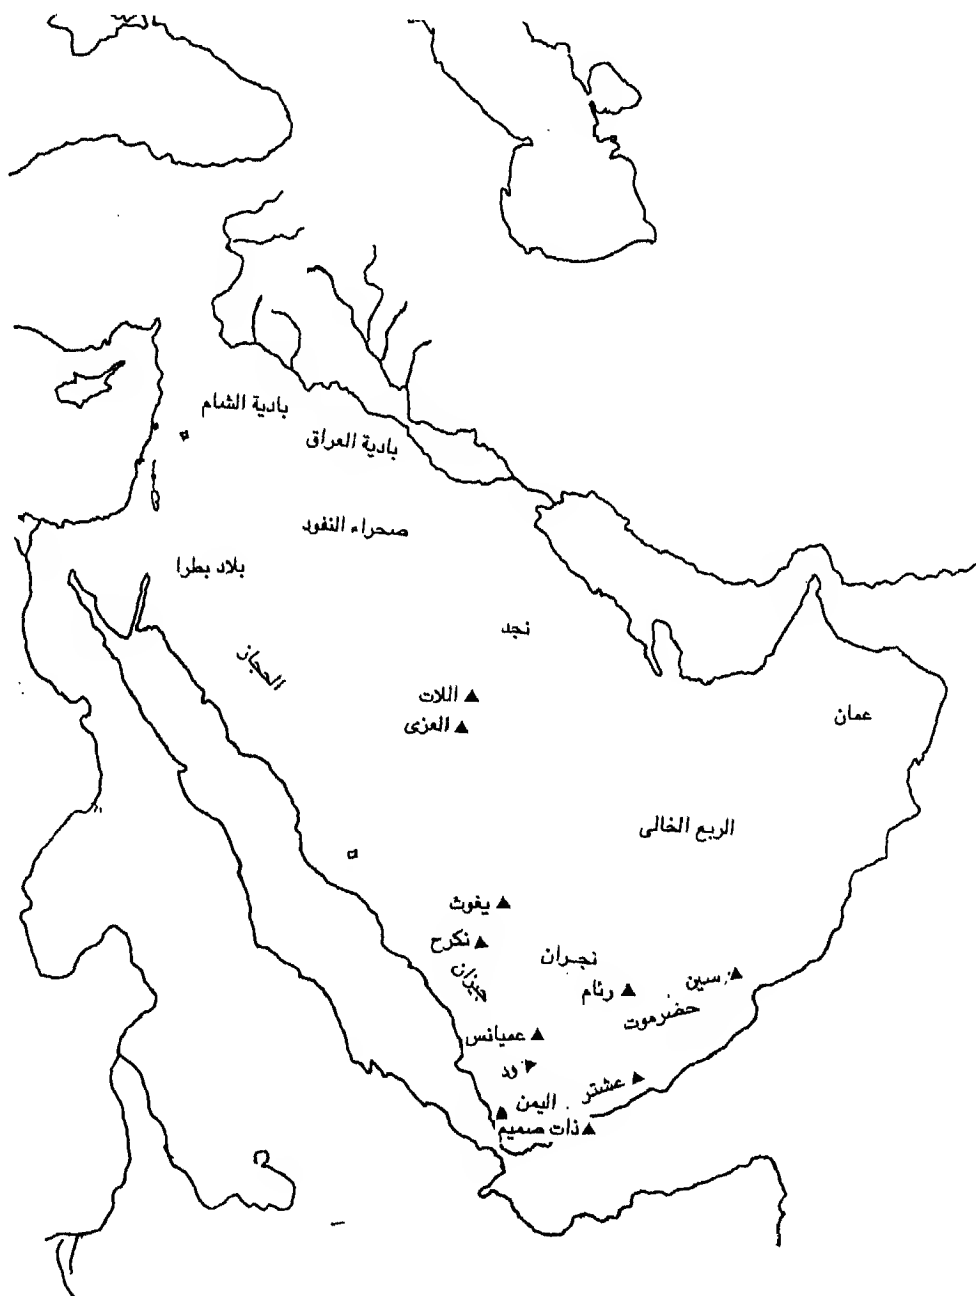 بادية الشام
بادية العراق
صحراء النفود
بلاد بطرا
نجد
الحجاز
اللات
العزى
عمان
الربع الخالى
يغوث
نكرح
نجران
جيزان
سين
رئام
حضرموت
عميانس
ود
عشتر
اليمن
ذات صميم